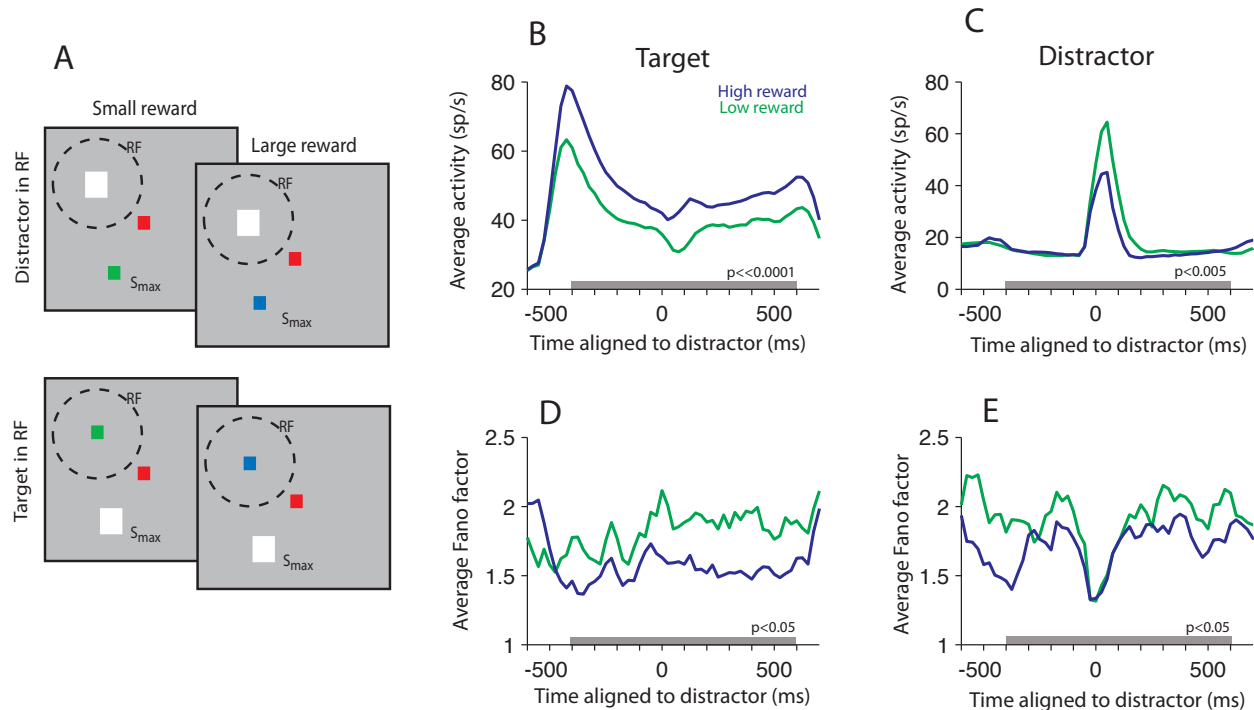 A
Small reward
Large reward
Distractor in RF
RF
RF
Smax
Smax
Target in RF
RF
RF
Smax
Smax
B
Target
High reward
Low reward
Average activity (sp/s)
80
60
40
20
p<<0.0001
-500 0 500
Time aligned to distractor (ms)
C
Distractor
Average activity (sp/s)
80
60
40
20
0
p<<0.005
-500 0 500
Time aligned to distractor (ms)
D
Average Fano factor
2.5
2
1.5
1
p<0.05
-500 0 500
Time aligned to distractor (ms)
E
Average Fano factor
2.5
2
1.5
1
p<0.05
-500 0 500
Time aligned to distractor (ms)